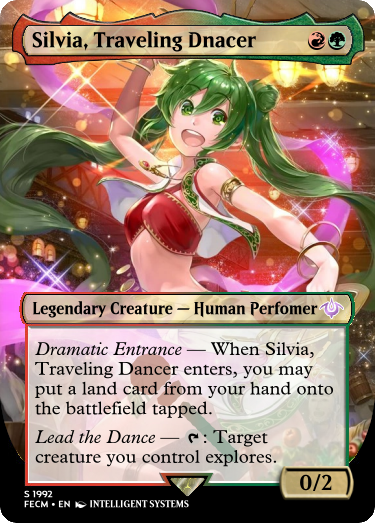 Silvia, Traveling Dnacer
Legendary Creature — Human Perfomer
Dramatic Entrance — When Silvia,
Traveling Dancer enters, you may
put a land card from your hand onto
the battlefield tapped.
Lead the Dance — : Target
creature you control explores.
0/2
S 1992
FECM • EN INTELLIGENT SYSTEMS